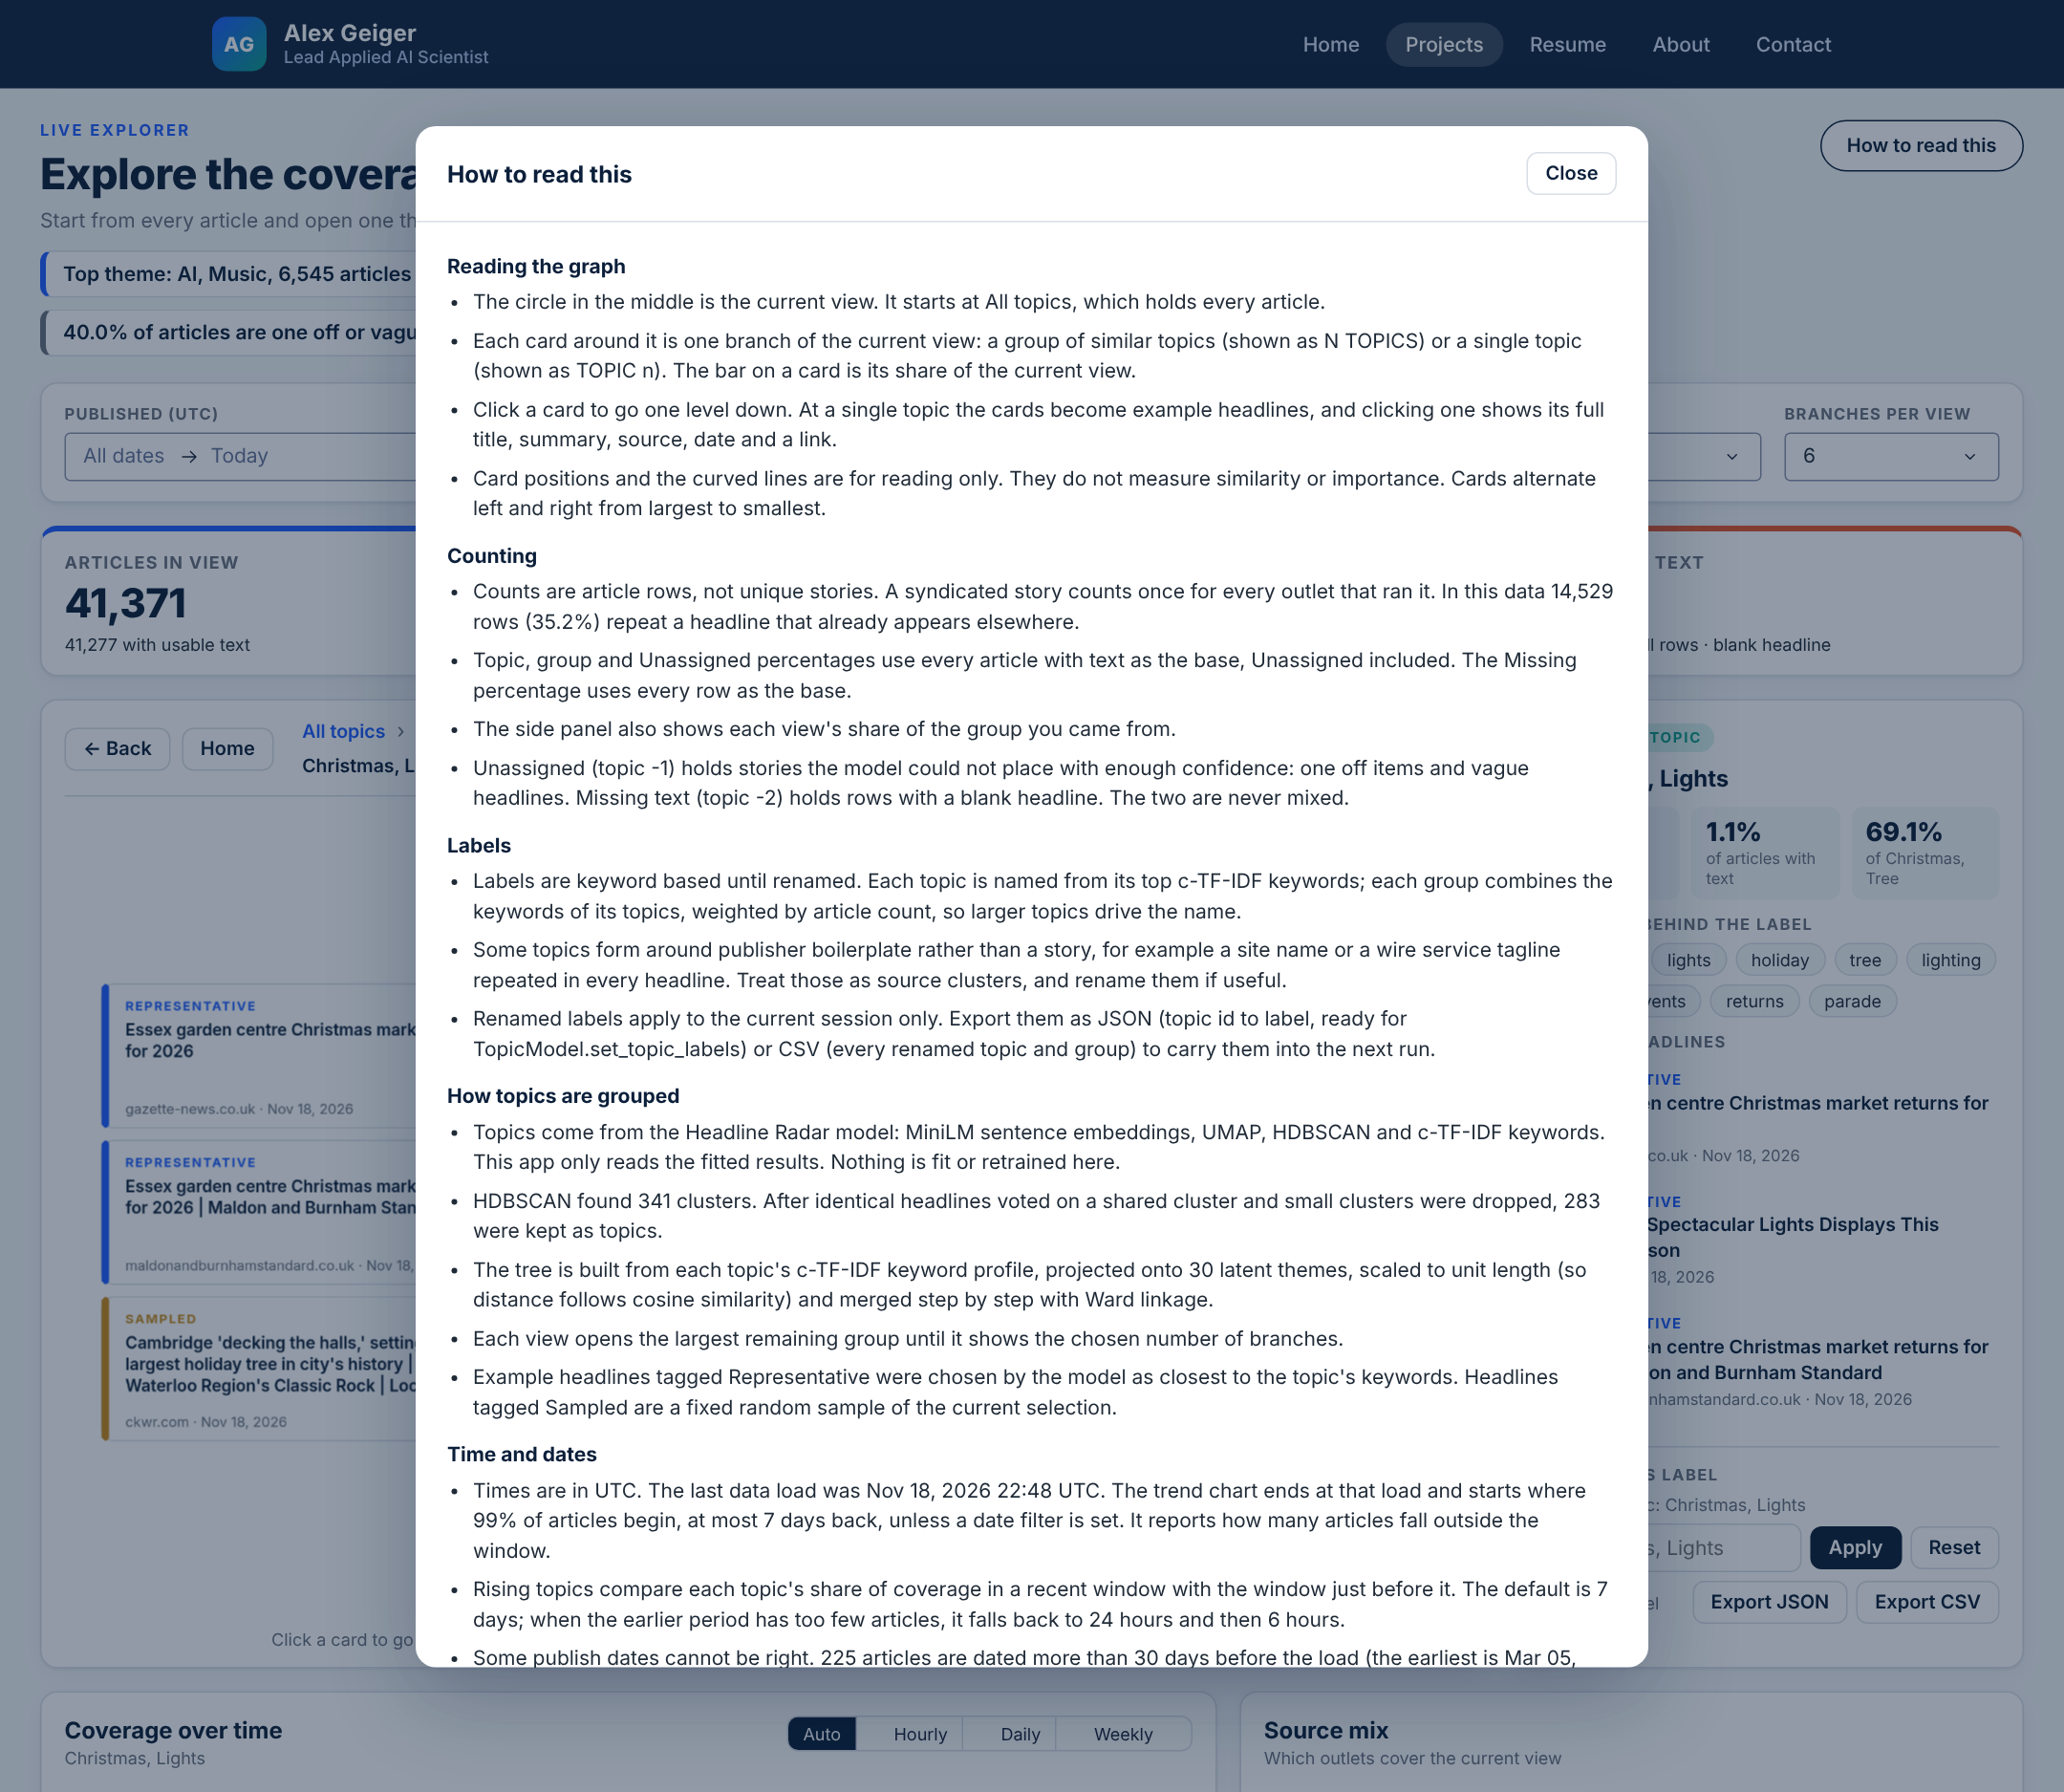 AG
Alex Geiger
Lead Applied AI Scientist
Home
Projects
Resume
About
Contact
LIVE EXPLORER
Explore the covera
Start from every article and open one th
How to read this
Top theme: AI, Music, 6,545 articles
40.0% of articles are one off or vagu
PUBLISHED (UTC)
All dates → Today
BRANCHES PER VIEW
6
ARTICLES IN VIEW
41,371
41,277 with usable text
TEXT
ll rows · blank headline
← Back
Home
All topics ›
Christmas, L
REPRESENTATIVE
Essex garden centre Christmas mark
for 2026
gazette-news.co.uk · Nov 18, 2026
REPRESENTATIVE
Essex garden centre Christmas mark
for 2026 | Maldon and Burnham Stan
maldonandburnhamstandard.co.uk · Nov 18,
SAMPLED
Cambridge 'decking the halls,' settin
largest holiday tree in city's history |
Waterloo Region's Classic Rock | Loc
ckwr.com · Nov 18, 2026
Click a card to go
How to read this
Close
Reading the graph
• The circle in the middle is the current view. It starts at All topics, which holds every article.
• Each card around it is one branch of the current view: a group of similar topics (shown as N TOPICS) or a single topic
(shown as TOPIC n). The bar on a card is its share of the current view.
• Click a card to go one level down. At a single topic the cards become example headlines, and clicking one shows its full
title, summary, source, date and a link.
• Card positions and the curved lines are for reading only. They do not measure similarity or importance. Cards alternate
left and right from largest to smallest.
Counting
• Counts are article rows, not unique stories. A syndicated story counts once for every outlet that ran it. In this data 14,529
rows (35.2%) repeat a headline that already appears elsewhere.
• Topic, group and Unassigned percentages use every article with text as the base, Unassigned included. The Missing
percentage uses every row as the base.
• The side panel also shows each view's share of the group you came from.
• Unassigned (topic -1) holds stories the model could not place with enough confidence: one off items and vague
headlines. Missing text (topic -2) holds rows with a blank headline. The two are never mixed.
Labels
• Labels are keyword based until renamed. Each topic is named from its top c-TF-IDF keywords; each group combines the
keywords of its topics, weighted by article count, so larger topics drive the name.
• Some topics form around publisher boilerplate rather than a story, for example a site name or a wire service tagline
repeated in every headline. Treat those as source clusters, and rename them if useful.
• Renamed labels apply to the current session only. Export them as JSON (topic id to label, ready for
TopicModel.set_topic_labels) or CSV (every renamed topic and group) to carry them into the next run.
How topics are grouped
• Topics come from the Headline Radar model: MiniLM sentence embeddings, UMAP, HDBSCAN and c-TF-IDF keywords.
This app only reads the fitted results. Nothing is fit or retrained here.
• HDBSCAN found 341 clusters. After identical headlines voted on a shared cluster and small clusters were dropped, 283
were kept as topics.
• The tree is built from each topic's c-TF-IDF keyword profile, projected onto 30 latent themes, scaled to unit length (so
distance follows cosine similarity) and merged step by step with Ward linkage.
• Each view opens the largest remaining group until it shows the chosen number of branches.
• Example headlines tagged Representative were chosen by the model as closest to the topic's keywords. Headlines
tagged Sampled are a fixed random sample of the current selection.
Time and dates
• Times are in UTC. The last data load was Nov 18, 2026 22:48 UTC. The trend chart ends at that load and starts where
99% of articles begin, at most 7 days back, unless a date filter is set. It reports how many articles fall outside the
window.
• Rising topics compare each topic's share of coverage in a recent window with the window just before it. The default is 7
days; when the earlier period has too few articles, it falls back to 24 hours and then 6 hours.
• Some publish dates cannot be right. 225 articles are dated more than 30 days before the load (the earliest is Mar 05,
TOPIC
, Lights
1.1%
of articles with
text
69.1%
of Christmas,
Tree
BEHIND THE LABEL
lights
holiday
tree
lighting
vents
returns
parade
ADLINES
TIVE
en centre Christmas market returns for
co.uk · Nov 18, 2026
TIVE
Spectacular Lights Displays This
son
18, 2026
TIVE
en centre Christmas market returns for
on and Burnham Standard
nhamstandard.co.uk · Nov 18, 2026
S LABEL
c: Christmas, Lights
s, Lights
Apply
Reset
el
Export JSON
Export CSV
Coverage over time
Christmas, Lights
Auto
Hourly
Daily
Weekly
Source mix
Which outlets cover the current view